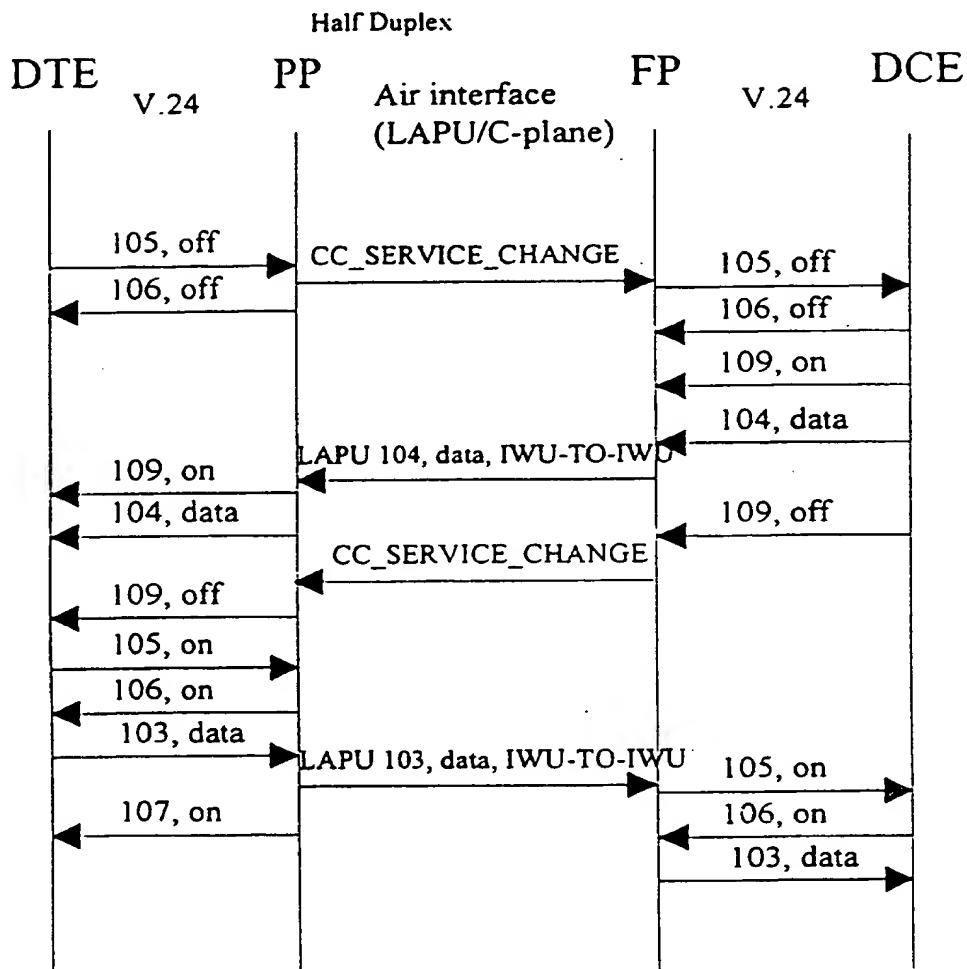 Half Duplex
DTE PP FP DCE
V.24 Air interface V.24
(LAPU/C-plane)
105, off
CC_SERVICE_CHANGE
105, off
106, off
106, off
109, on
104, data
LAPU 104, data, IWU-TO-IWU
109, on
104, data
109, off
CC_SERVICE_CHANGE
109, off
105, on
106, on
103, data
LAPU 103, data, IWU-TO-IWU
105, on
107, on
106, on
103, data